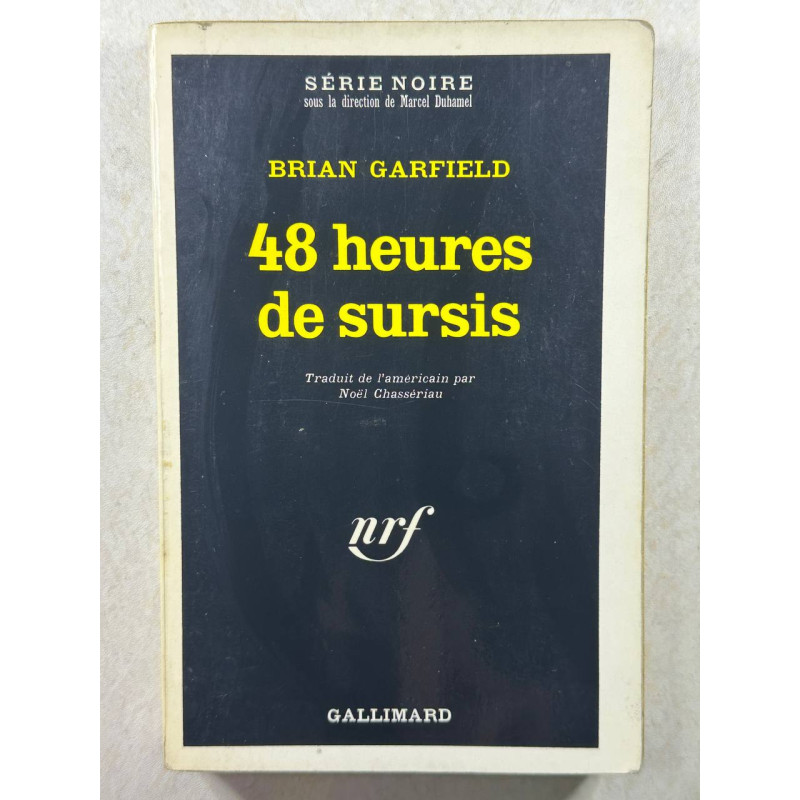 SÉRIE NOIRE
sous la direction de Marcel Duhamel
BRIAN GARFIELD
48 heures
de sursis
Traduit de l'américain par
Noël Chassériau
nrf
GALLIMARD